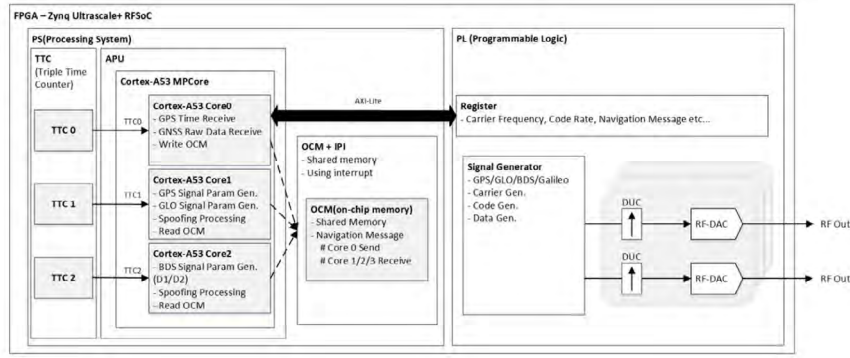 FPGA – Zynq Ultrascale+ RFSoC
PS(Processing System)
TTC
(Triple Time
Counter)
TTC 0
TTC 1
TTC 2
APU
Cortex-A53 MPCore
TTC0
Cortex-A53 Core0
- GPS Time Receive
- GNSS Raw Data Receive
- Write OCM
TTC1
Cortex-A53 Core1
- GPS Signal Param Gen.
- GLO Signal Param Gen.
- Spoofing Processing
- Read OCM
TTC2
Cortex-A53 Core2
- BDS Signal Param Gen.
(D1/D2)
- Spoofing Processing
- Read OCM
AXI-Lite
OCM + IPI
- Shared memory
- Using interrupt
OCM(on-chip memory)
- Shared Memory
- Navigation Message
# Core 0 Send
# Core 1/2/3 Receive
PL (Programmable Logic)
Register
- Carrier Frequency, Code Rate, Navigation Message etc...
Signal Generator
- GPS/GLO/BDS/Galileo
- Carrier Gen.
- Code Gen.
- Data Gen.
DUC
RF-DAC
RF Out
DUC
RF-DAC
RF Out